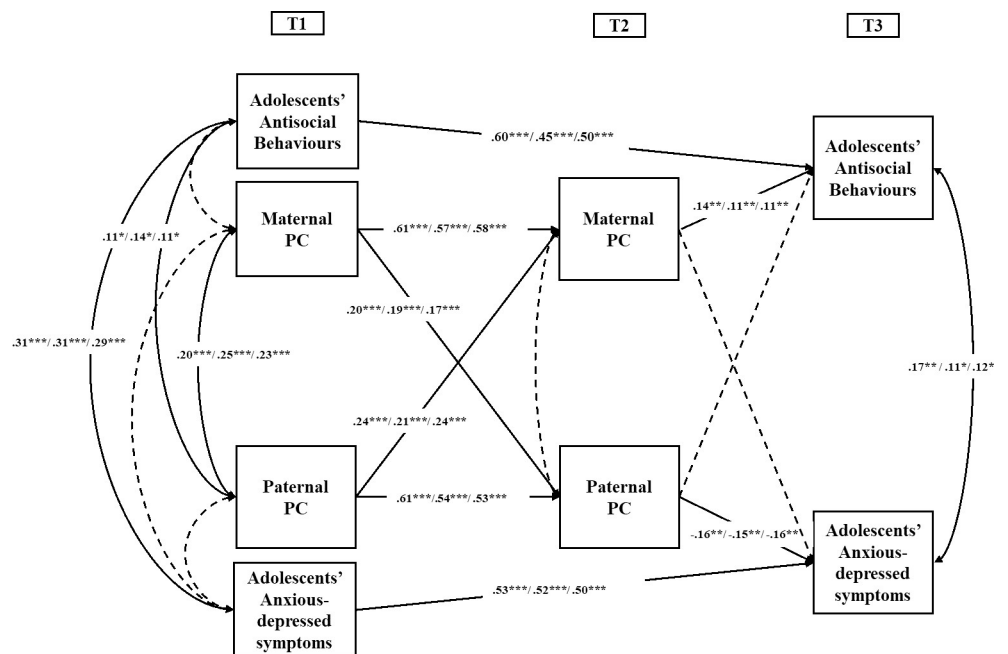 T1
T2
T3
Adolescents'
Antisocial
Behaviours
.60***/.45***/.50***
Adolescents'
Antisocial
Behaviours
Maternal
PC
.61***/.57***/.58***
Maternal
PC
.14**/.11**/.11**
.11*/.14*/.11*
.20***/.19***/.17***
.31***/.31***/.29***
.20***/.25***/.23***
.17**/.11*/.12*
.24***/.21***/.24***
Paternal
PC
.61***/.54***/.53***
Paternal
PC
-.16**/-.15**/-.16**
Adolescents'
Anxious-
depressed
symptoms
Adolescents'
Anxious-
depressed
symptoms
.53***/.52***/.50***